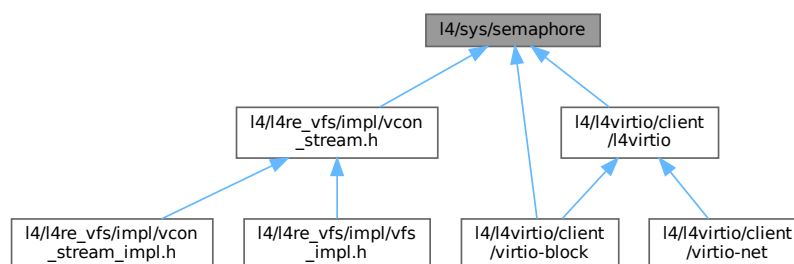 l4/sys/semaphore
l4/l4re_vfs/impl/vcon
_stream.h
l4/l4virtio/client
/l4virtio
l4/l4re_vfs/impl/vcon
_stream_impl.h
l4/l4re_vfs/impl/vfs
_impl.h
l4/l4virtio/client
/virtio-block
l4/l4virtio/client
/virtio-net